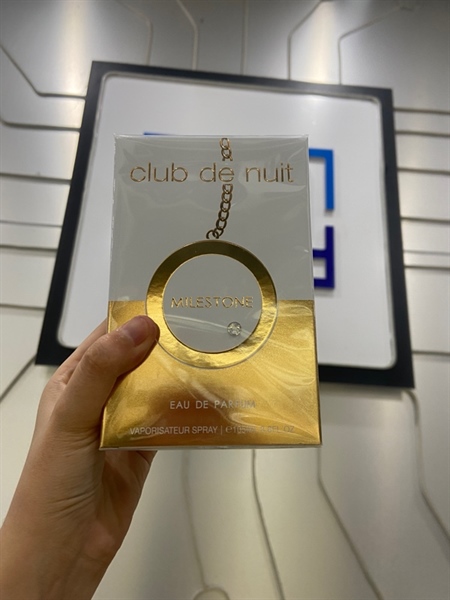 club de nuit
MILESTONE
EAU DE PARFUM
VAPORISATEUR SPRAY